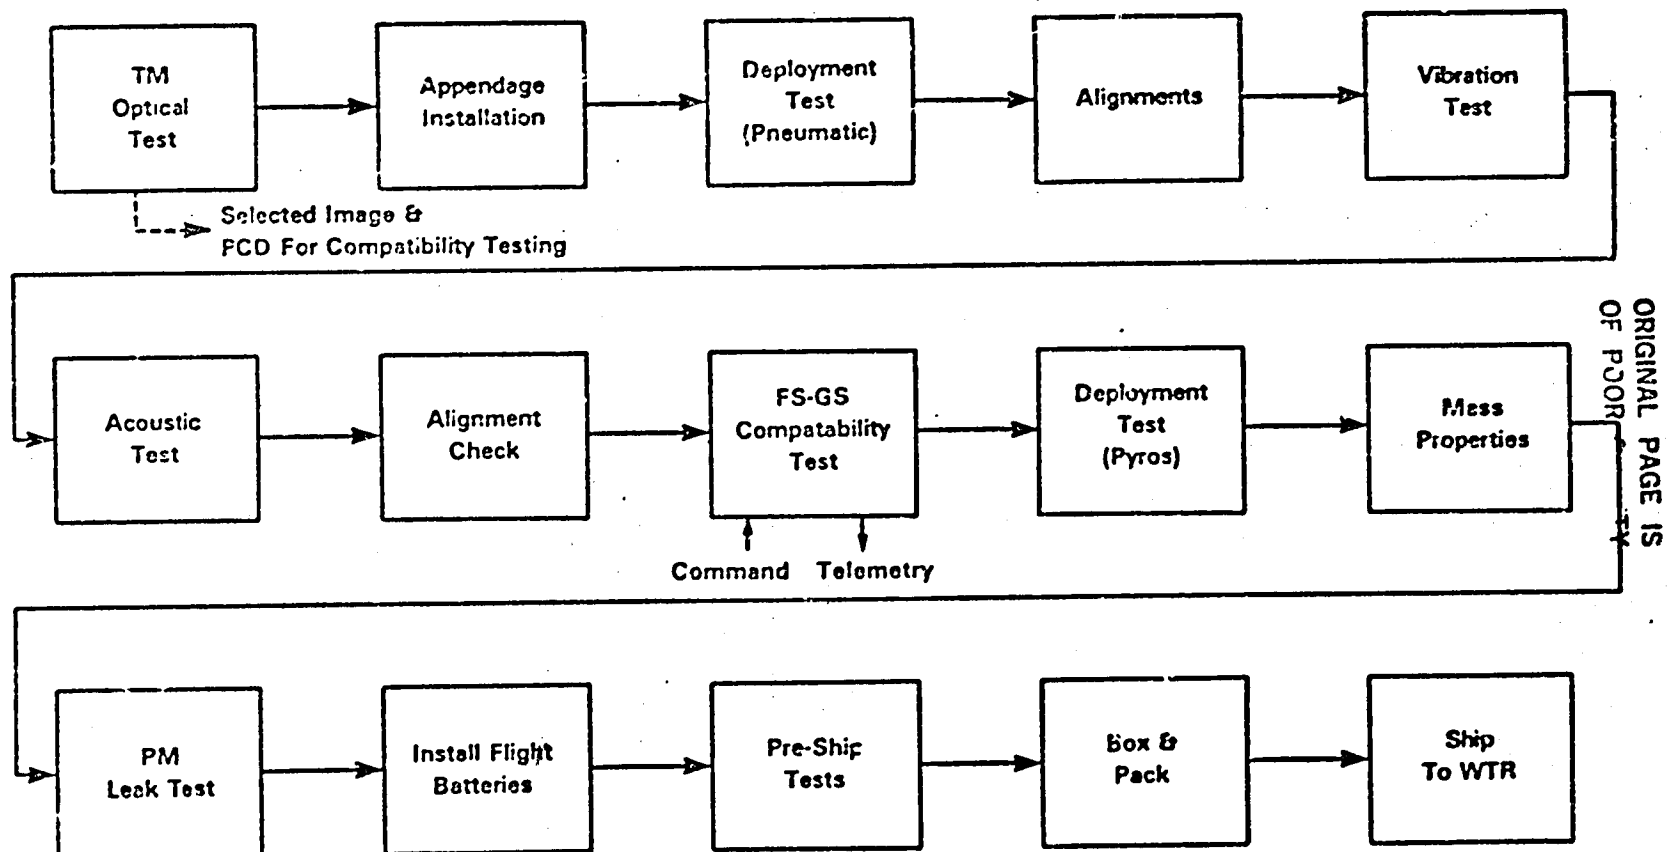 TM
Optical
Test
Appendage
Installation
Deployment
Test
(Pneumatic)
Alignments
Vibration
Test
Selected Image &
PCD For Compatibility Testing
Acoustic
Test
Alignment
Check
FS-GS
Compatability
Test
Command Telemetry
Deployment
Test
(Pyros)
Mass
Properties
ORIGINAL PAGE IS
OF POOR
PM
Leak Test
Install Flight
Batteries
Pre-Ship
Tests
Box &
Pack
Ship
To WTR